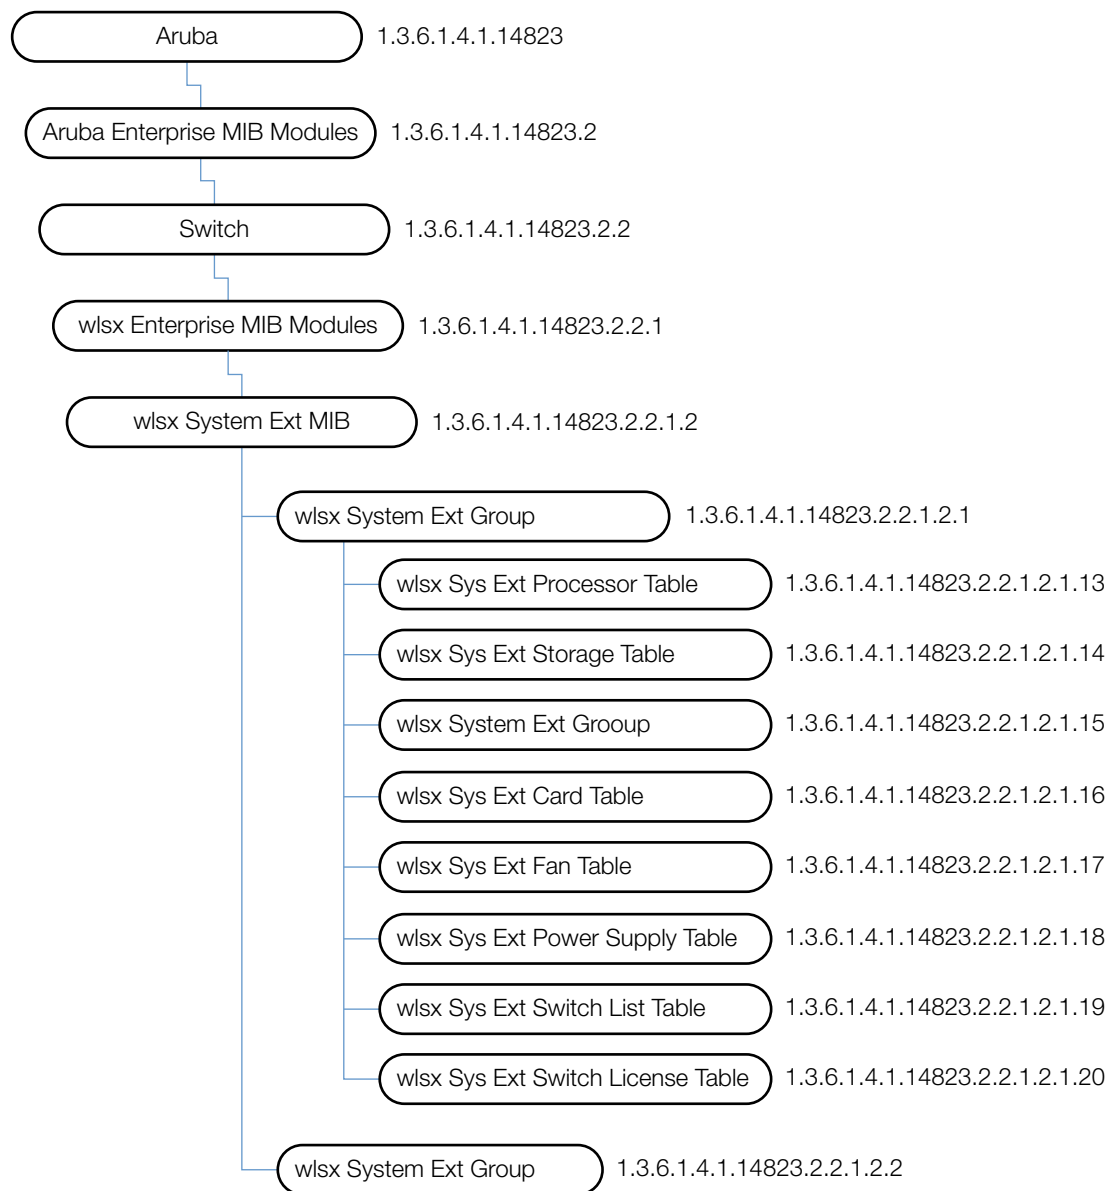 Aruba 1.3.6.1.4.1.14823
Aruba Enterprise MIB Modules 1.3.6.1.4.1.14823.2
Switch 1.3.6.1.4.1.14823.2.2
wlsx Enterprise MIB Modules 1.3.6.1.4.1.14823.2.2.1
wlsx System Ext MIB 1.3.6.1.4.1.14823.2.2.1.2
wlsx System Ext Group 1.3.6.1.4.1.14823.2.2.1.2.1
wlsx Sys Ext Processor Table 1.3.6.1.4.1.14823.2.2.1.2.1.13
wlsx Sys Ext Storage Table 1.3.6.1.4.1.14823.2.2.1.2.1.14
wlsx System Ext Grooup 1.3.6.1.4.1.14823.2.2.1.2.1.15
wlsx Sys Ext Card Table 1.3.6.1.4.1.14823.2.2.1.2.1.16
wlsx Sys Ext Fan Table 1.3.6.1.4.1.14823.2.2.1.2.1.17
wlsx Sys Ext Power Supply Table 1.3.6.1.4.1.14823.2.2.1.2.1.18
wlsx Sys Ext Switch List Table 1.3.6.1.4.1.14823.2.2.1.2.1.19
wlsx Sys Ext Switch License Table 1.3.6.1.4.1.14823.2.2.1.2.1.20
wlsx System Ext Group 1.3.6.1.4.1.14823.2.2.1.2.2